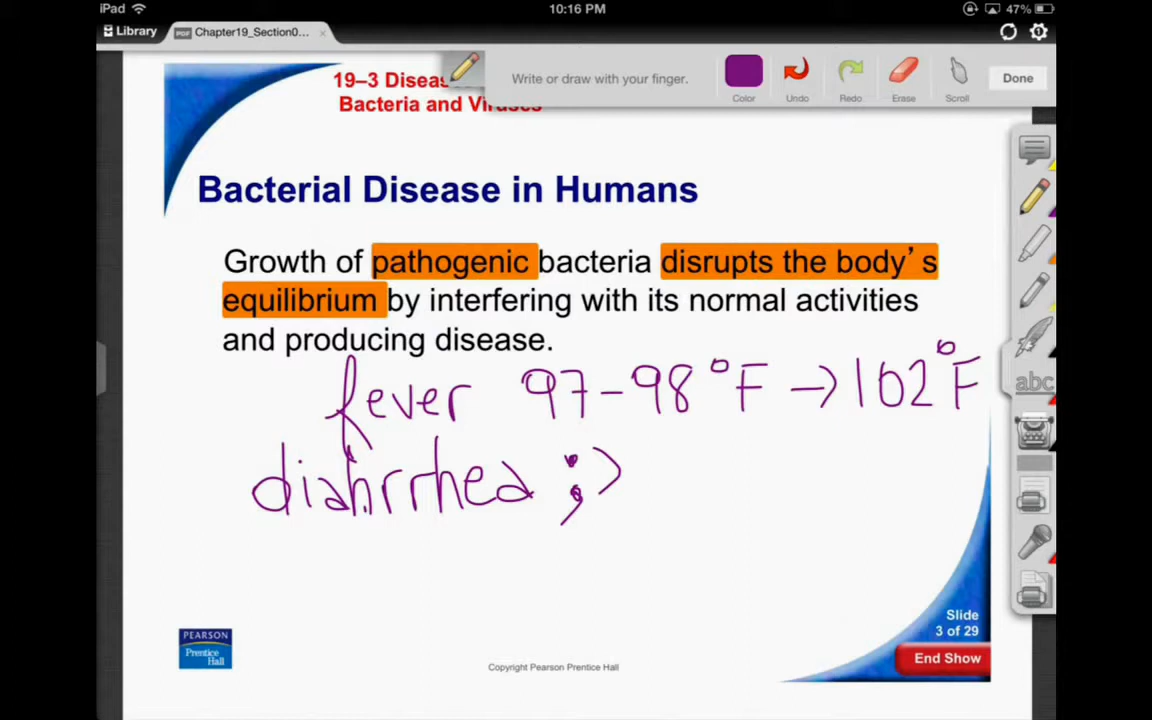 iPad 10:16 PM 47%
Library Chapter19_Section0...
Write or draw with your finger. Color Undo Redo Erase Scroll Done
19–3 Diseas
Bacteria and Viruses
Bacterial Disease in Humans
Growth of pathogenic bacteria disrupts the body's
equilibrium by interfering with its normal activities
and producing disease.
fever 97-98°F → 102°F
diahrrhea ;)
abc
Slide
3 of 29
End Show
PEARSON
Prentice
Hall
Copyright Pearson Prentice Hall